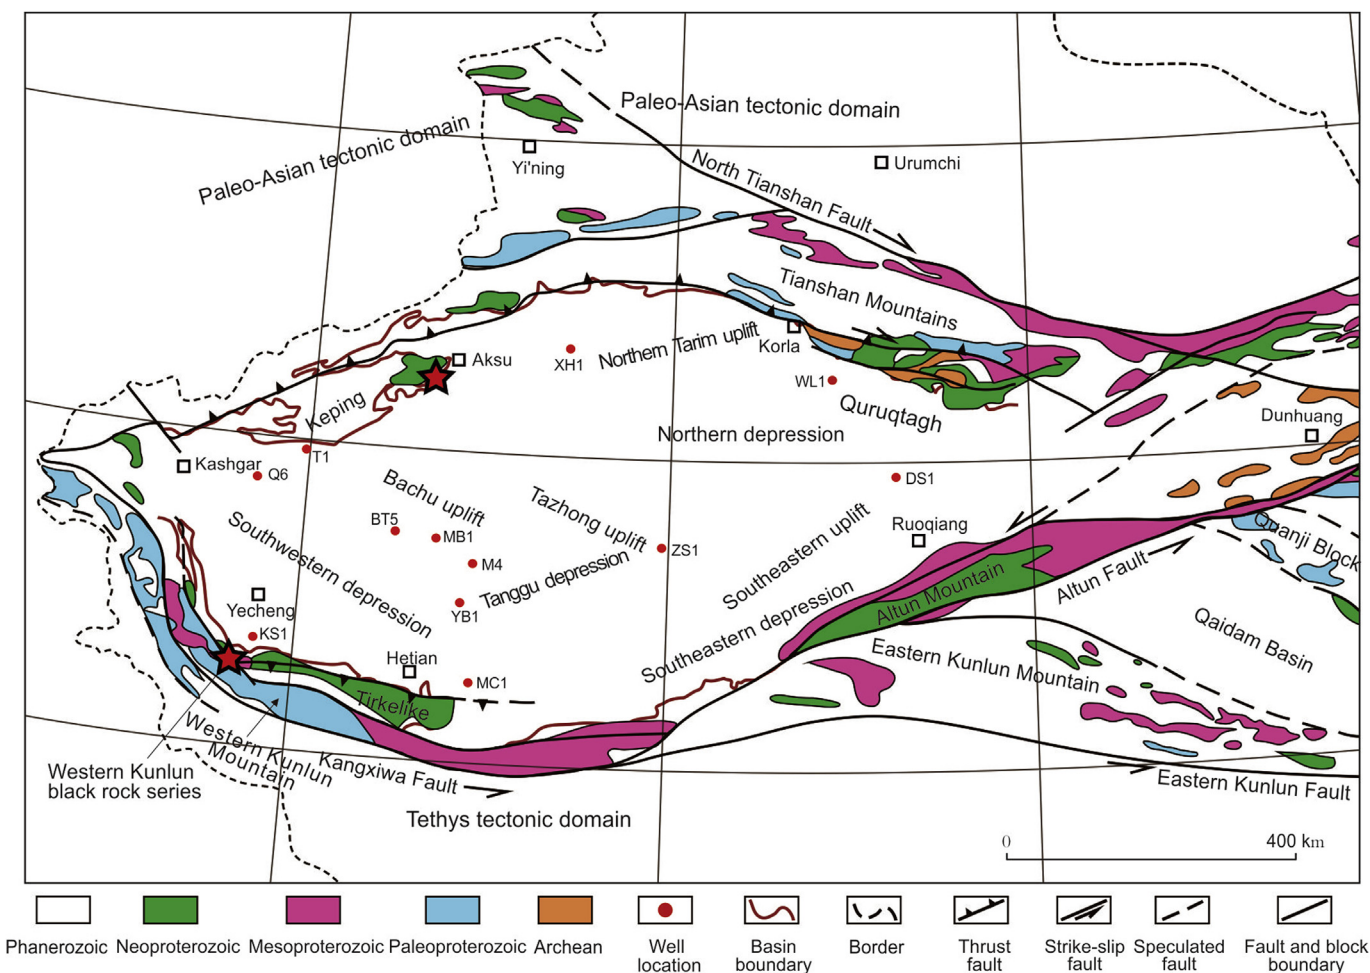 Paleo-Asian tectonic domain
Paleo-Asian tectonic domain
Yi'ning
Urumchi
North Tianshan Fault
Tianshan Mountains
Korla
Northern Tarim uplift
XH1
Aksu
WL1
Quruqtagh
Keping
Northern depression
Dunhuang
Kashgar
T1
Q6
DS1
Bachu uplift
Tazhong uplift
BT5
MB1
ZS1
M4
YB1
Tanggu depression
Southwestern depression
Southeastern uplift
Ruoqiang
Quanji Block
Altun Fault
Altun Mountain
Southeastern depression
Qaidam Basin
Yecheng
KS1
Hetian
MC1
Tirkelike
Eastern Kunlun Mountain
Western Kunlun
Mountain
Western Kunlun
black rock series
Kangxiwa Fault
Eastern Kunlun Fault
Tethys tectonic domain
0
400 km
Phanerozoic
Neoproterozoic
Mesoproterozoic
Paleoproterozoic
Archean
Well
location
Basin
boundary
Border
Thrust
fault
Strike-slip
fault
Speculated
fault
Fault and block
boundary